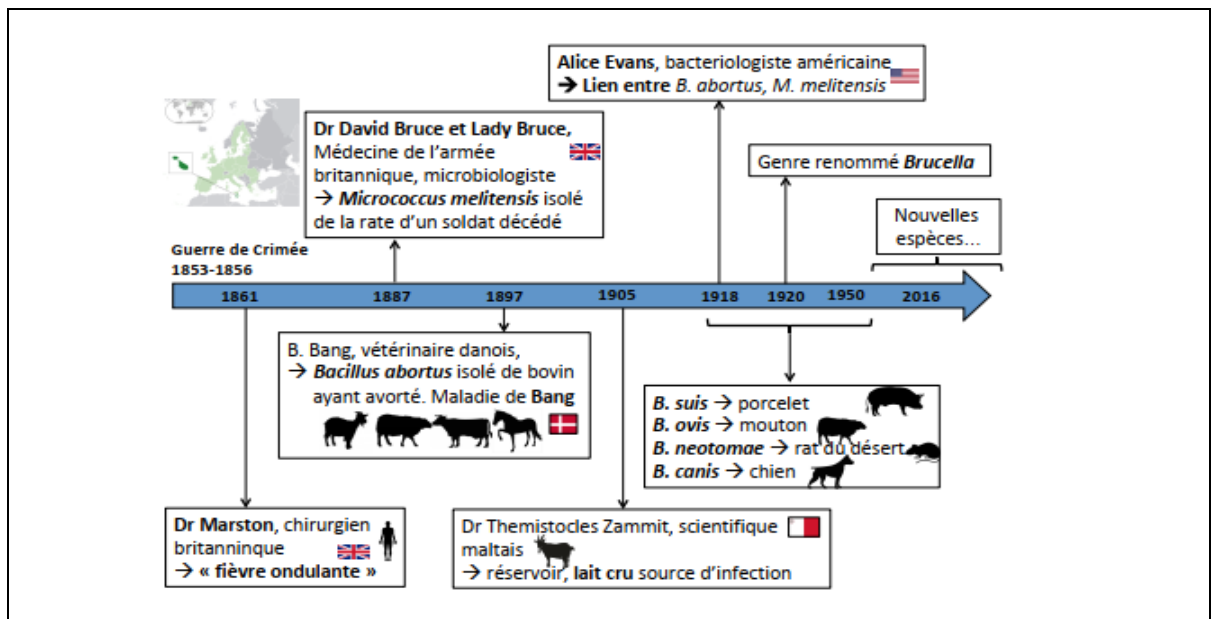 Alice Evans, bacteriologiste américaine
→ Lien entre B. abortus, M. melitensis
Dr David Bruce et Lady Bruce,
Médecine de l’armée
britannique, microbiologiste
→ Micrococcus melitensis isolé
de la rate d’un soldat décédé
Genre renommé Brucella
Nouvelles
espèces…
Guerre de Crimée
1853-1856
1861
1887
1897
1905
1918
1920
1950
2016
B. Bang, vétérinaire danois,
→ Bacillus abortus isolé de bovin
ayant avorté. Maladie de Bang
B. suis → porcelet
B. ovis → mouton
B. neotomae → rat du désert
B. canis → chien
Dr Marston, chirurgien
britanninque
→ « fièvre ondulante »
Dr Themistocles Zammit, scientifique
maltais
→ réservoir, lait cru source d’infection